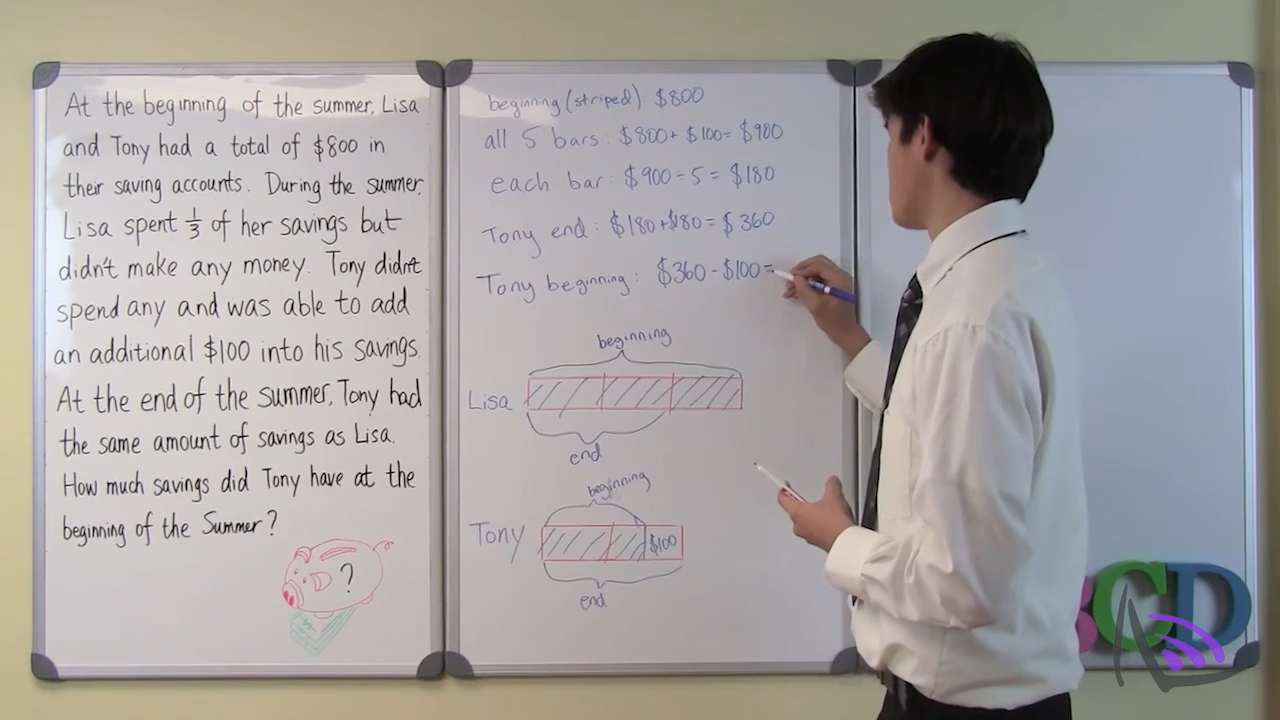 At the beginning of the summer, Lisa
and Tony had a total of $800 in
their saving accounts. During the summer,
Lisa spent 1/3 of her savings but
didn't make any money. Tony didn't
spend any and was able to add
an additional $100 into his savings.
At the end of the summer, Tony had
the same amount of savings as Lisa.
How much savings did Tony have at the
beginning of the Summer?
?
beginning (striped): $800
all 5 bars: $800+ $100= $900
each bar: $900÷5= $180
Tony end: $180+$180= $360
Tony beginning: $360-$100=
beginning
Lisa
end
beginning
Tony
$100
end
CD